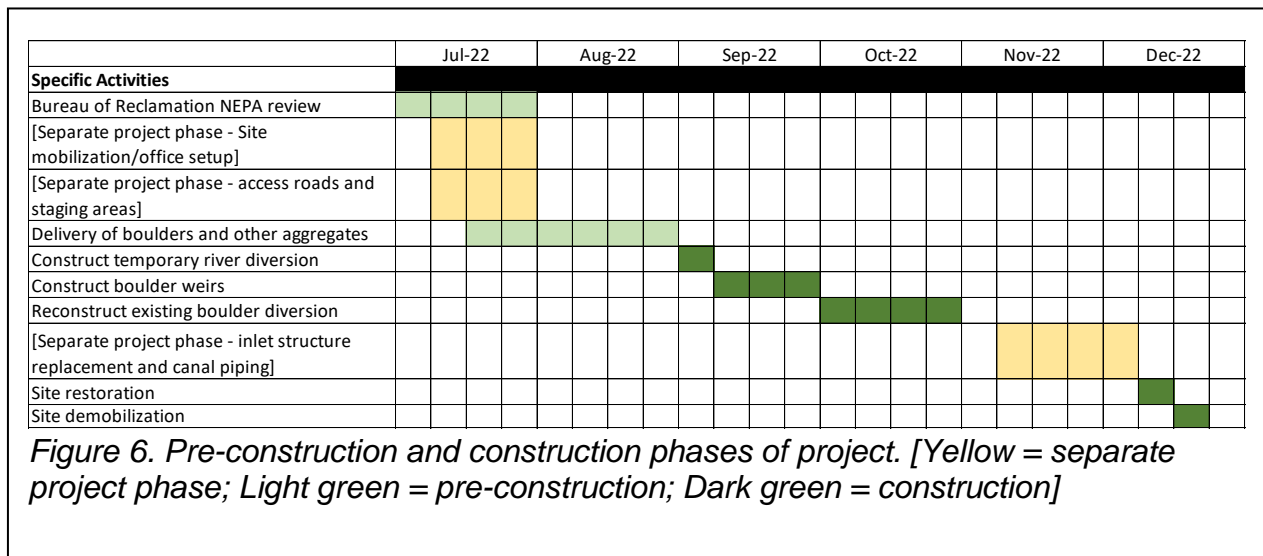 Jul-22 Aug-22 Sep-22 Oct-22 Nov-22 Dec-22
Specific Activities
Bureau of Reclamation NEPA review
[Separate project phase - Site
mobilization/office setup]
[Separate project phase - access roads and
staging areas]
Delivery of boulders and other aggregates
Construct temporary river diversion
Construct boulder weirs
Reconstruct existing boulder diversion
[Separate project phase - inlet structure
replacement and canal piping]
Site restoration
Site demobilization
Figure 6. Pre-construction and construction phases of project. [Yellow = separate
project phase; Light green = pre-construction; Dark green = construction]